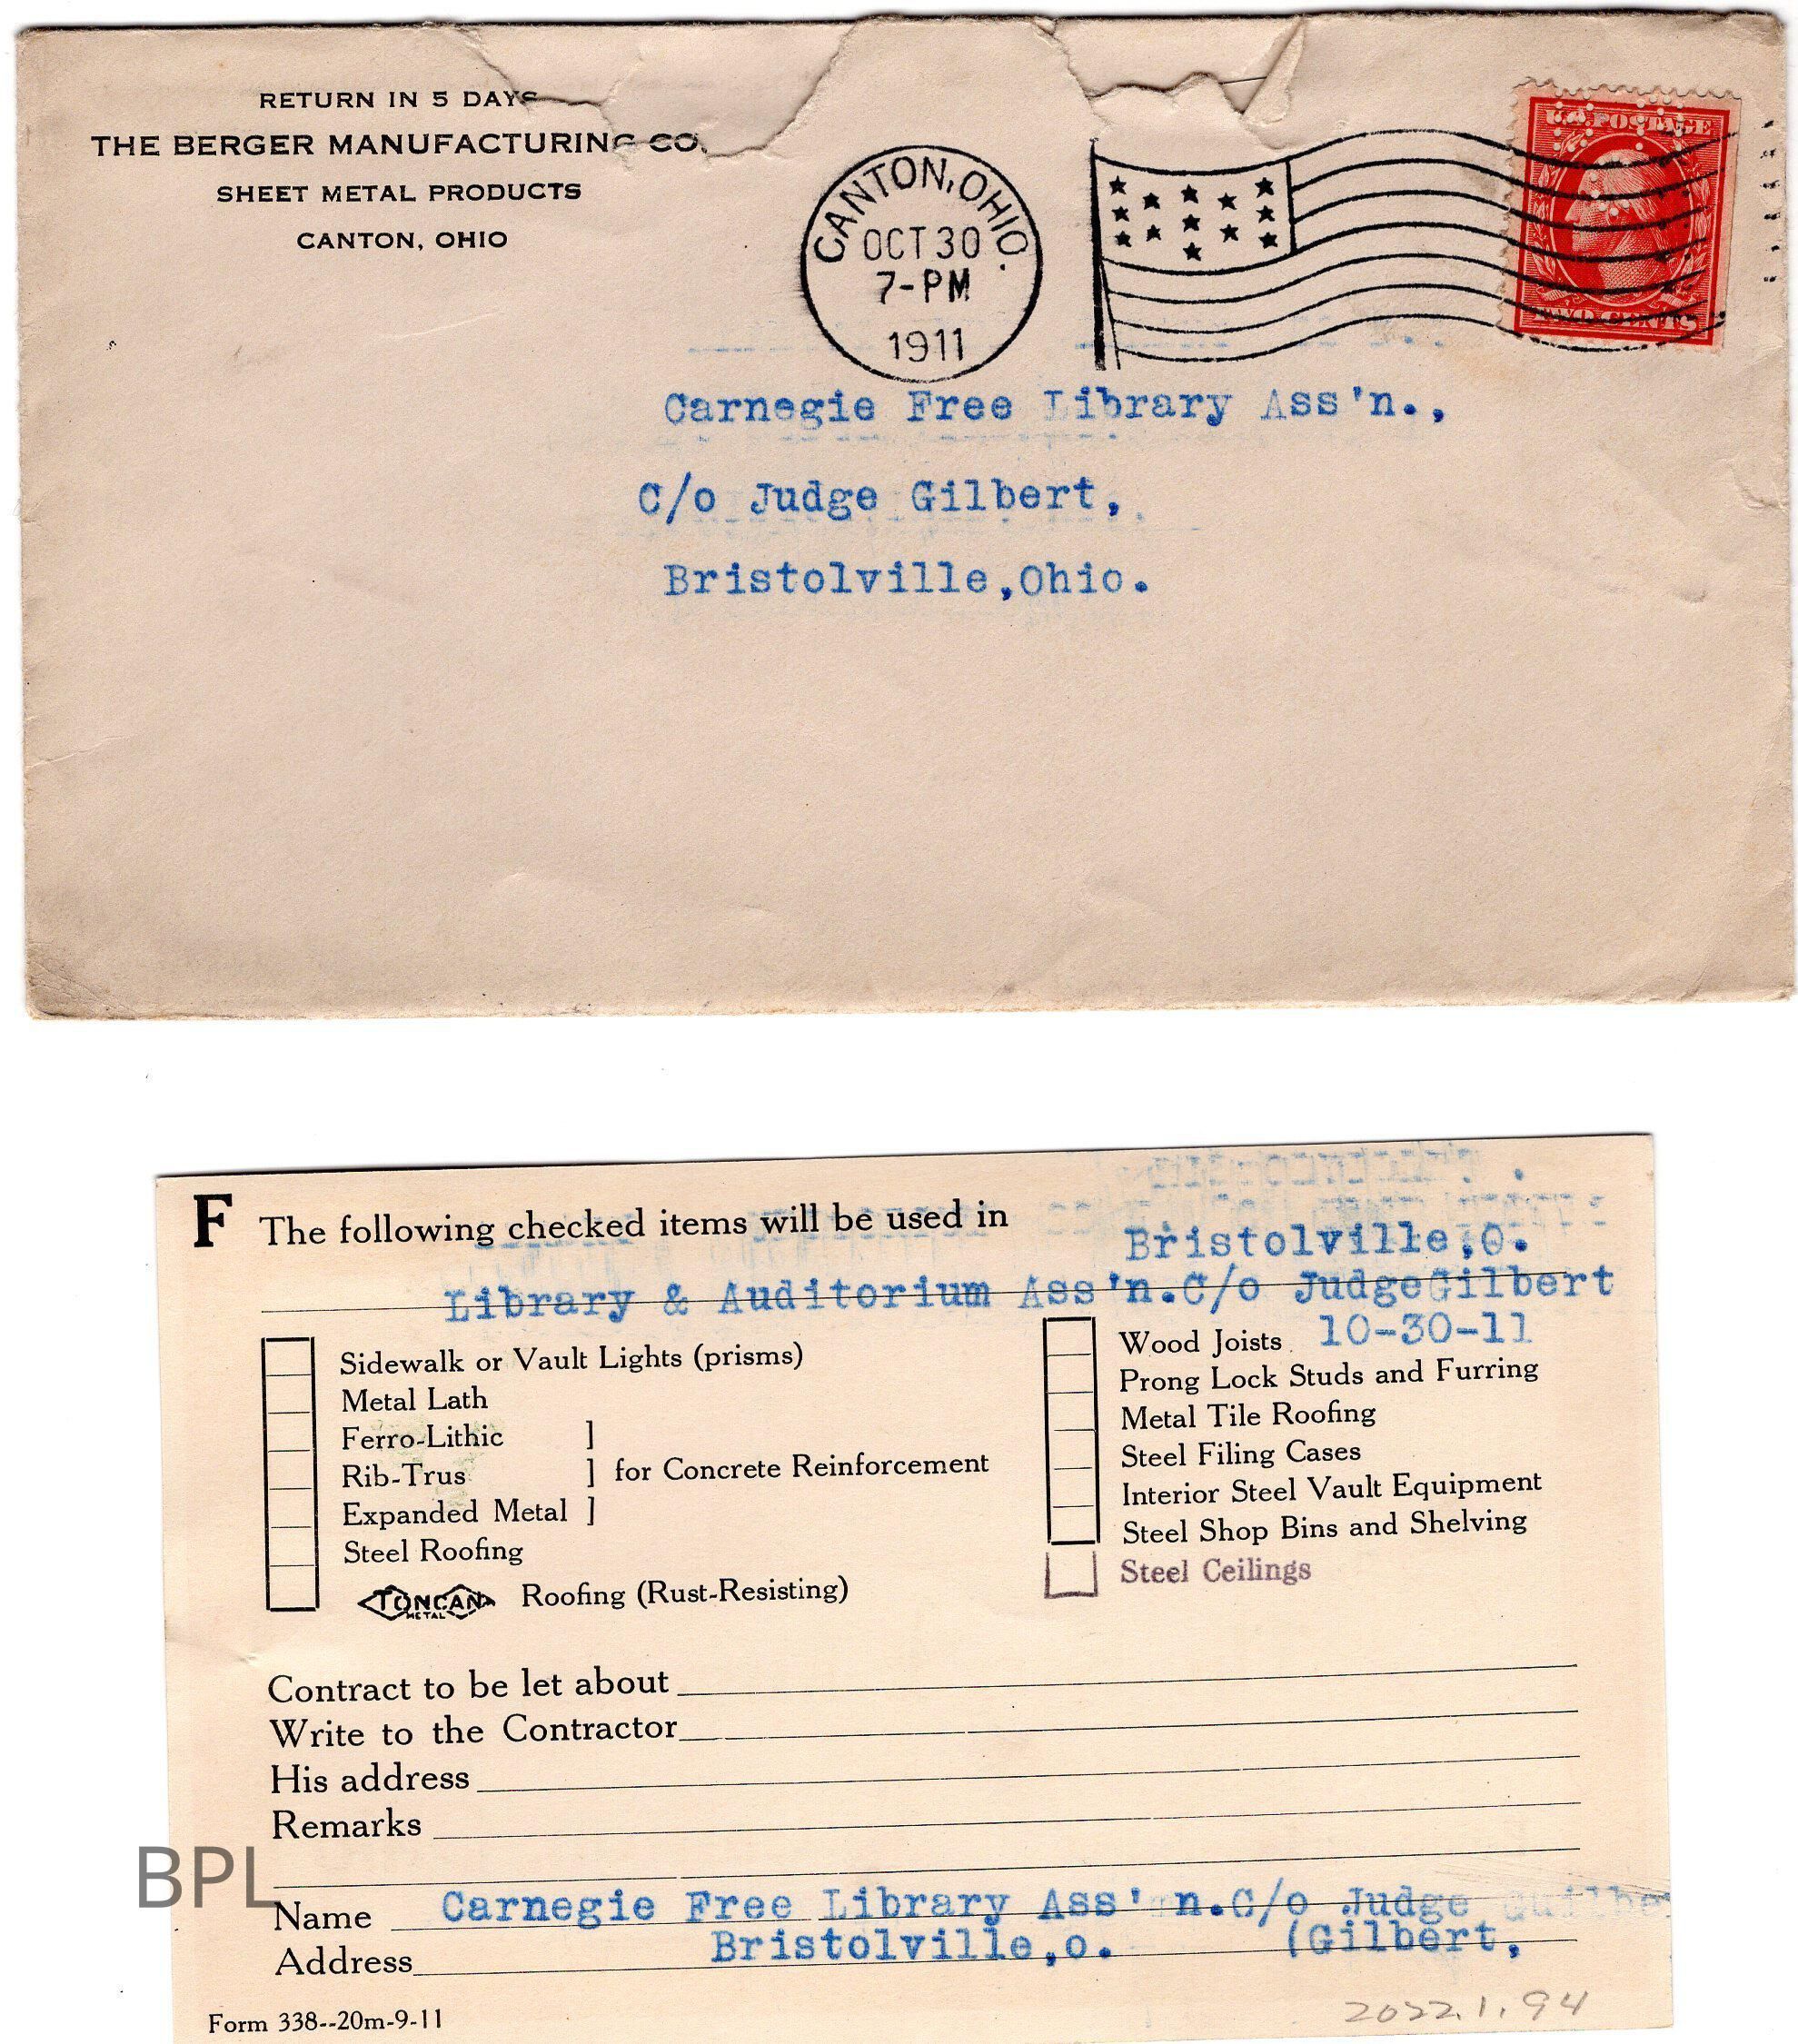 RETURN IN 5 DAYS
THE BERGER MANUFACTURING CO.
SHEET METAL PRODUCTS
CANTON, OHIO
CANTON, OHIO.
OCT 30
7-PM
1911
U.S. POSTAGE
TWO CENTS
Carnegie Free Library Ass'n.,
C/o Judge Gilbert,
Bristolville,Ohio.
F The following checked items will be used in
Bristolville,O.
Library & Auditorium Ass'n.C/o JudgeGilbert
10-30-11
Sidewalk or Vault Lights (prisms)
Metal Lath
Ferro-Lithic ]
Rib-Trus ] for Concrete Reinforcement
Expanded Metal ]
Steel Roofing
TONCAN METAL Roofing (Rust-Resisting)
Wood Joists
Prong Lock Studs and Furring
Metal Tile Roofing
Steel Filing Cases
Interior Steel Vault Equipment
Steel Shop Bins and Shelving
Steel Ceilings
Contract to be let about
Write to the Contractor
His address
Remarks
BPL
Name Carnegie Free Library Ass'n.C/o Judge
Address Bristolville,o. (Gilbert,
Form 338--20m-9-11
2022.1.94